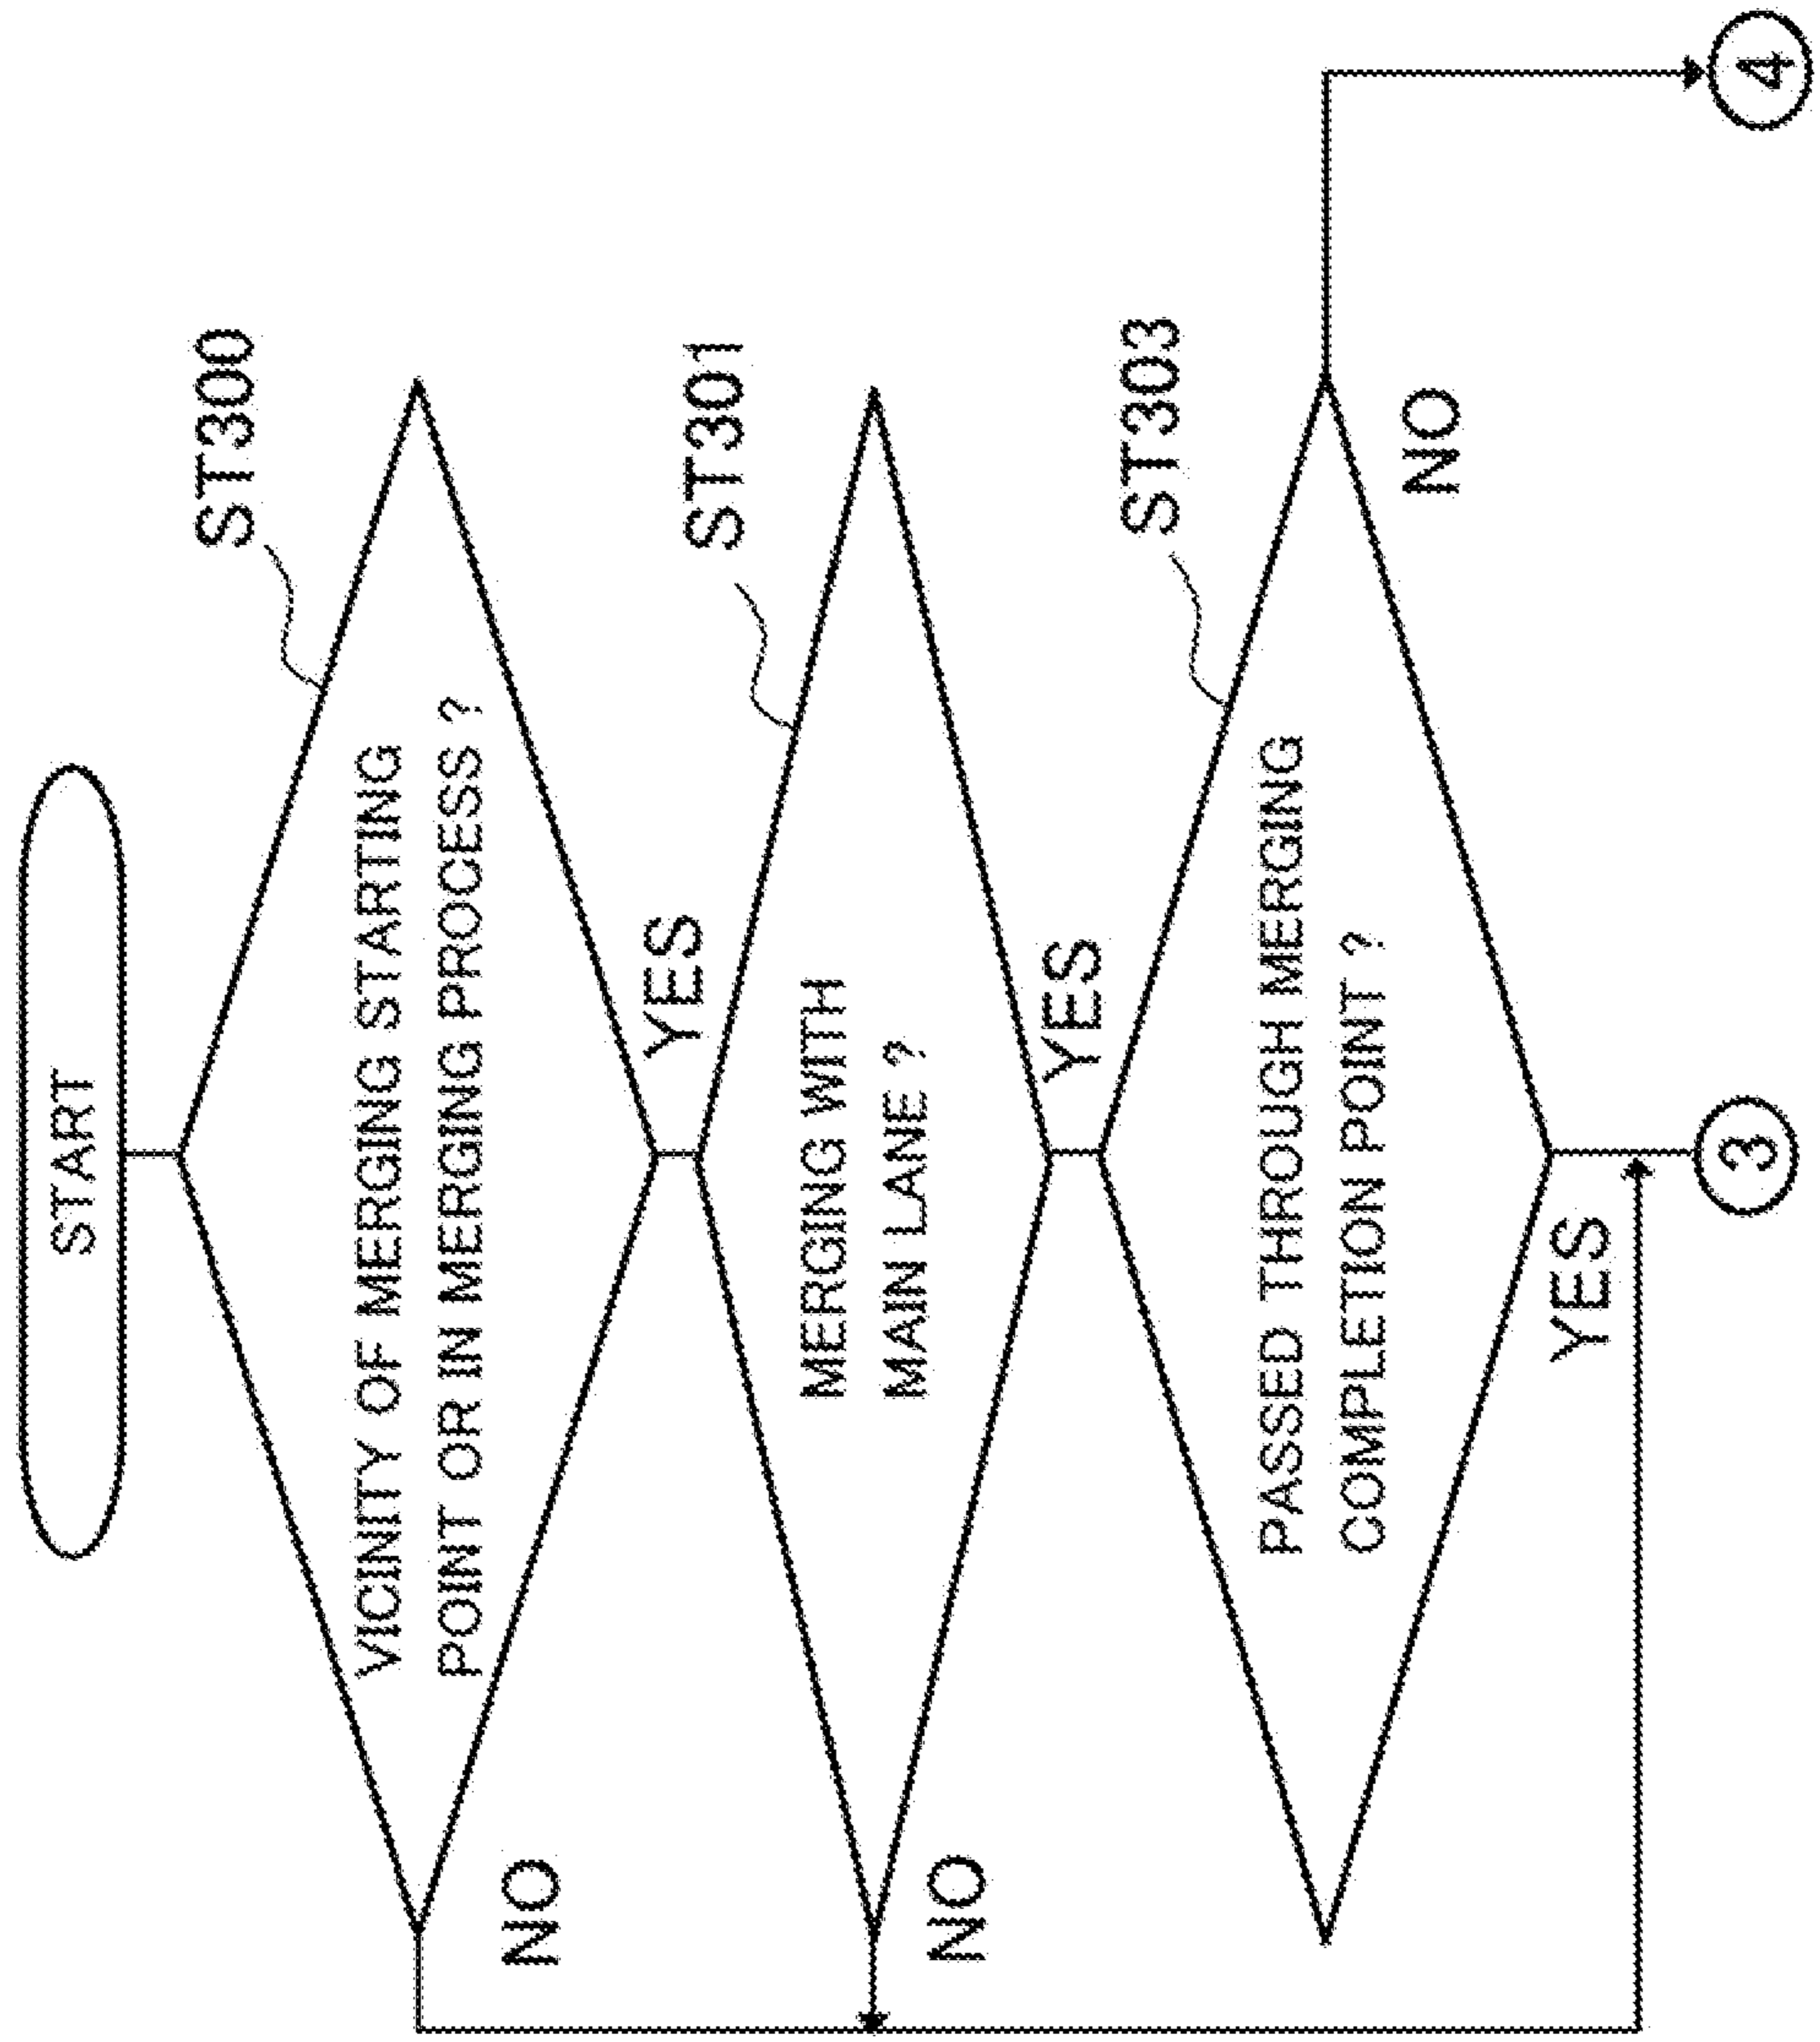 START
ST300
VICINITY OF MERGING STARTING
POINT OR IN MERGING PROCESS ?
NO
YES
ST301
MERGING WITH
MAIN LANE ?
NO
YES
ST303
PASSED THROUGH MERGING
COMPLETION POINT ?
NO
YES
3
4